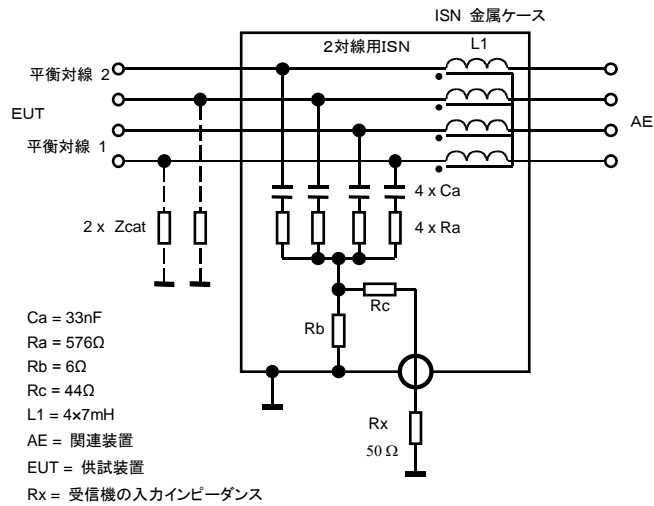 ISN 金属ケース
2対線用ISN
L1
平衡対線 2
EUT
平衡対線 1
AE
4 x Ca
4 x Ra
2 x Zcat
Rc
Rb
Rx
50 Ω
Ca = 33nF
Ra = 576Ω
Rb = 6Ω
Rc = 44Ω
L1 = 4×7mH
AE = 関連装置
EUT = 供試装置
Rx = 受信機の入力インピーダンス